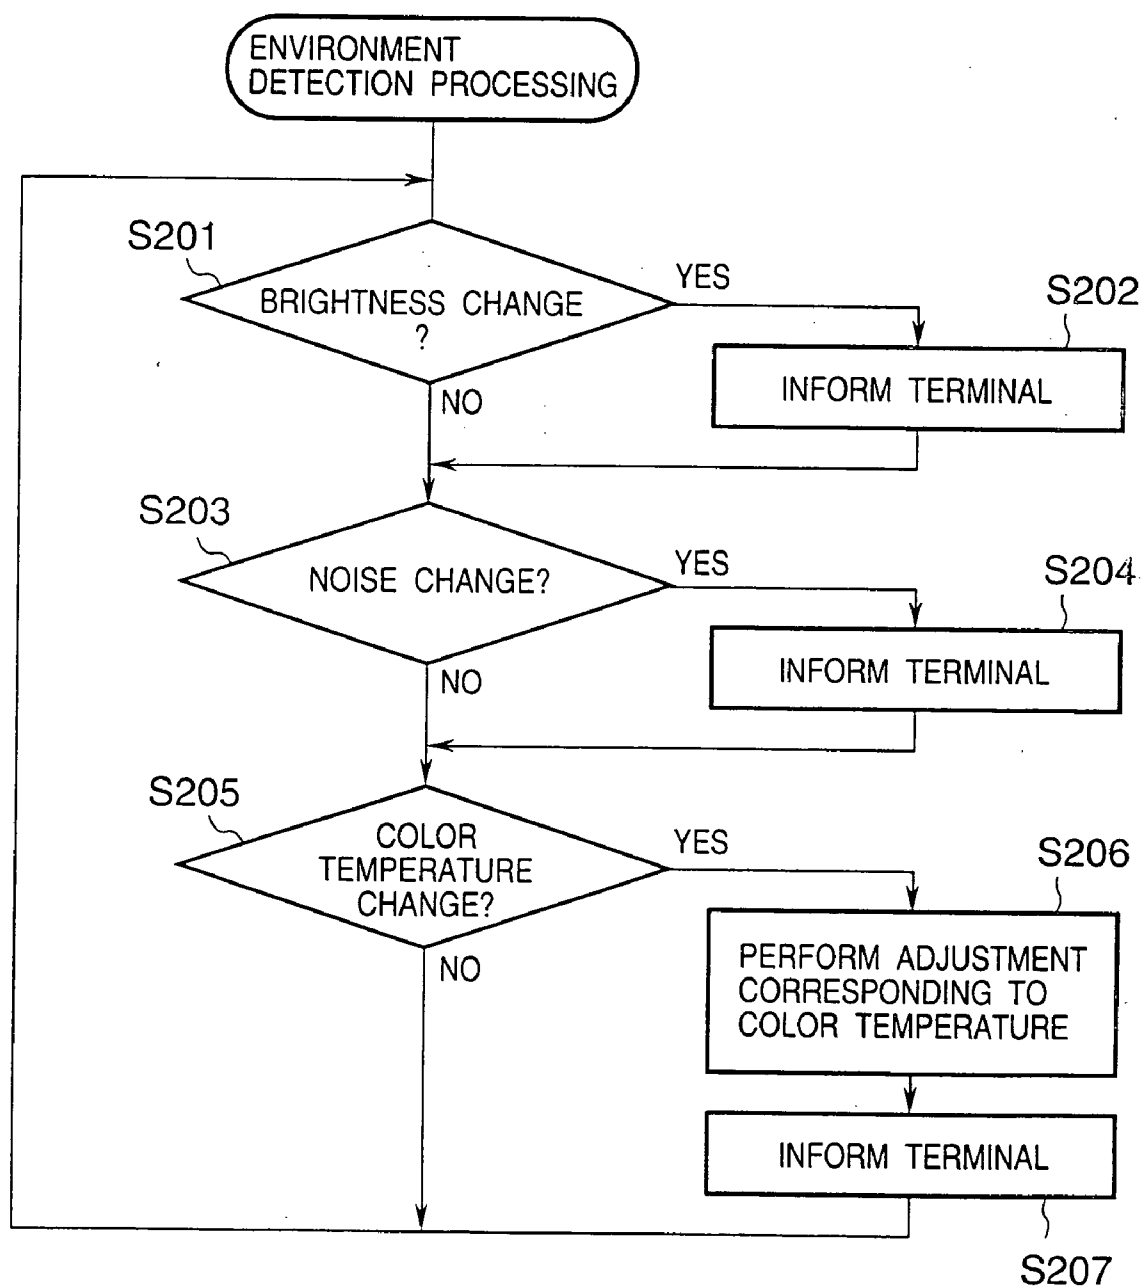 ENVIRONMENT
DETECTION PROCESSING
S201
BRIGHTNESS CHANGE
?
YES
NO
S202
INFORM TERMINAL
S203
NOISE CHANGE?
YES
NO
S204
INFORM TERMINAL
S205
COLOR
TEMPERATURE
CHANGE?
YES
NO
S206
PERFORM ADJUSTMENT
CORRESPONDING TO
COLOR TEMPERATURE
INFORM TERMINAL
S207